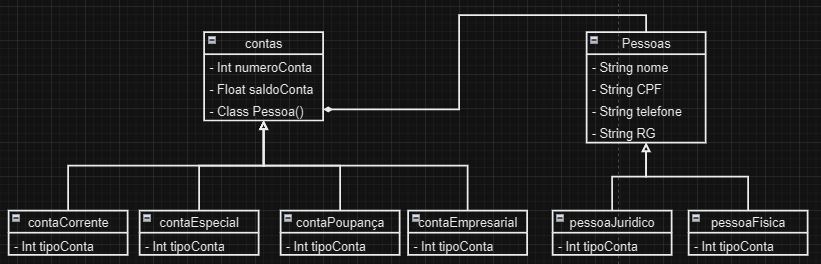 contas
- Int numeroConta
- Float saldoConta
- Class Pessoa()
Pessoas
- String nome
- String CPF
- String telefone
- String RG
contaCorrente
- Int tipoConta
contaEspecial
- Int tipoConta
contaPoupança
- Int tipoConta
contaEmpresarial
- Int tipoConta
pessoaJuridico
- Int tipoConta
pessoaFisica
- Int tipoConta